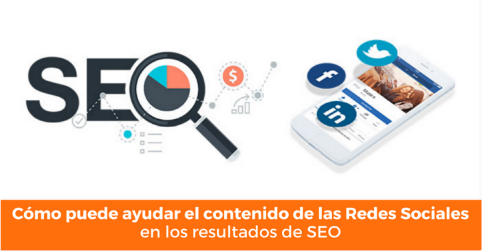 SEO
Cómo puede ayudar el contenido de las Redes Sociales
en los resultados de SEO